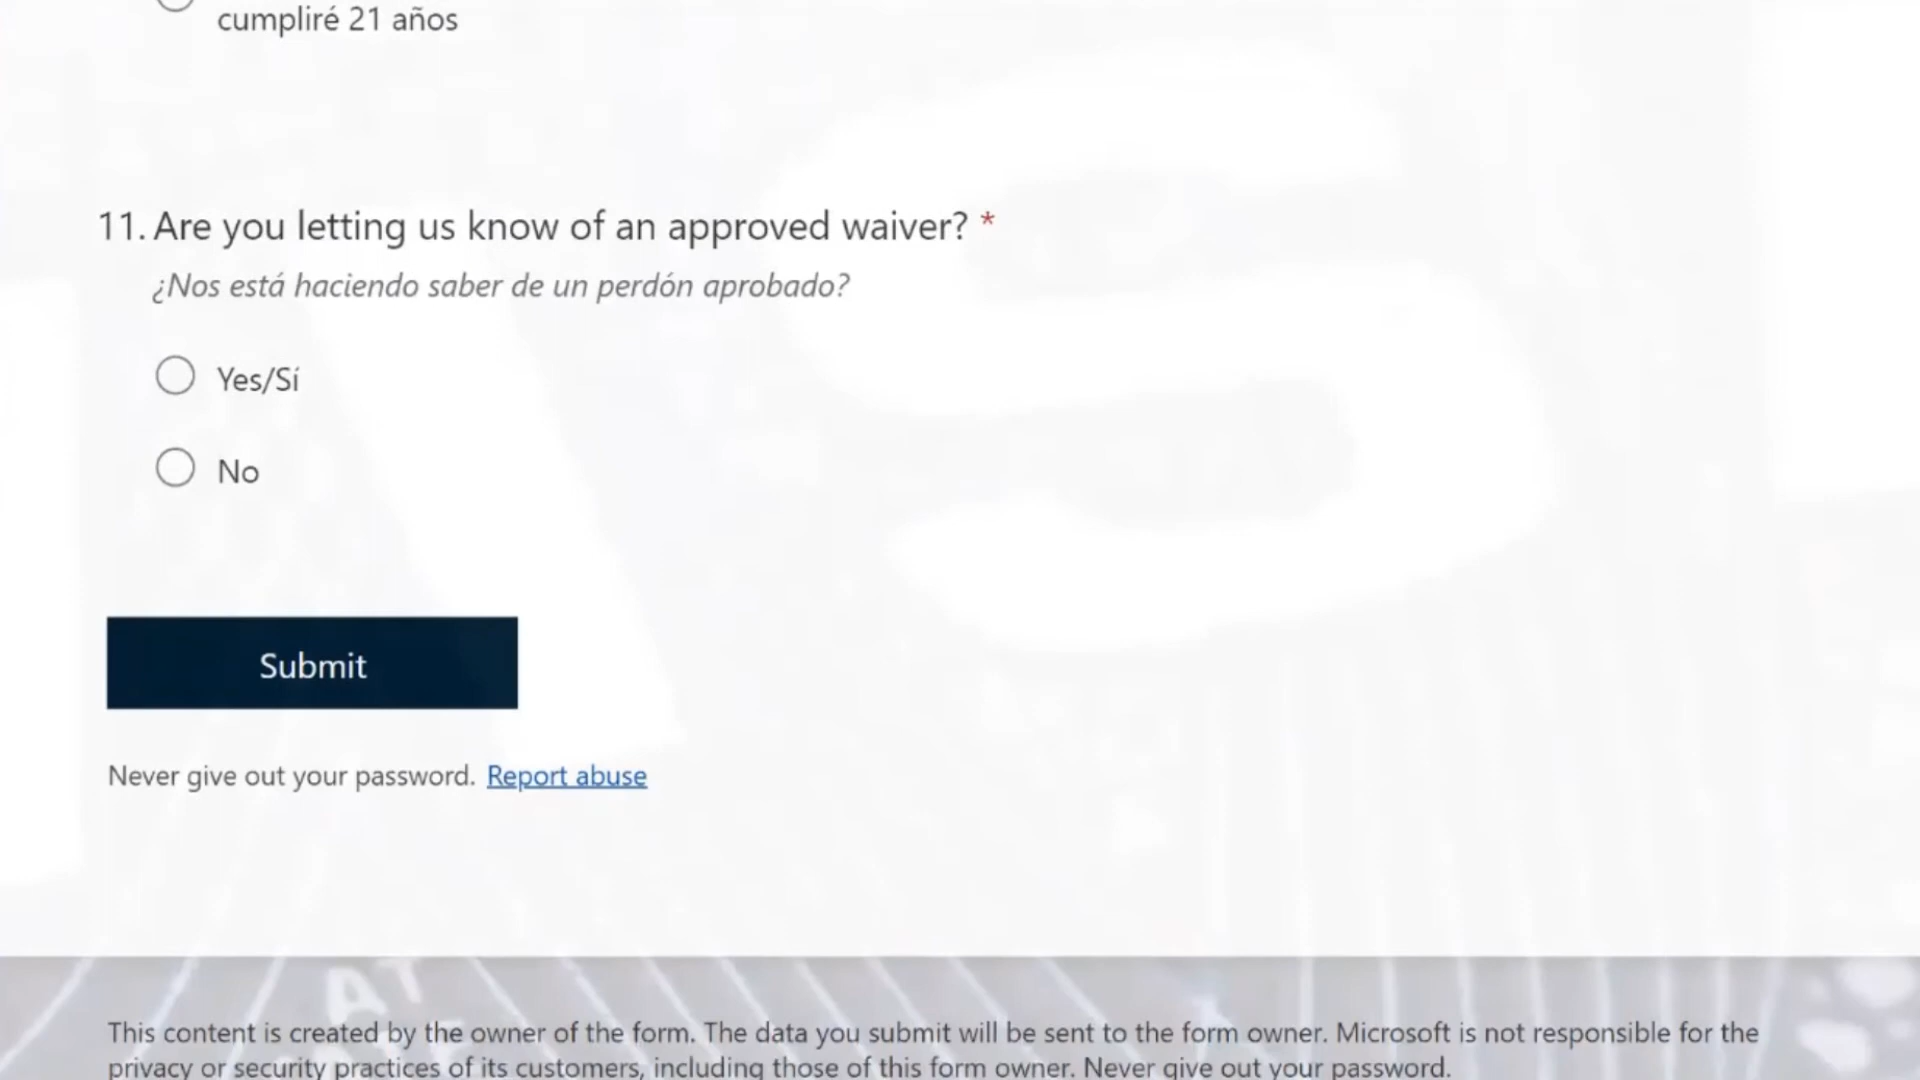 cumpliré 21 años
11. Are you letting us know of an approved waiver? *
¿Nos está haciendo saber de un perdón aprobado?
Yes/Sí
No
Submit
Never give out your password. Report abuse
This content is created by the owner of the form. The data you submit will be sent to the form owner. Microsoft is not responsible for the
privacy or security practices of its customers, including those of this form owner. Never give out your password.